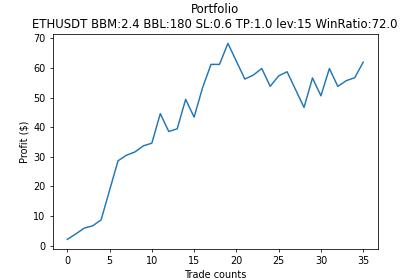 Portfolio
ETHUSDT BBM:2.4 BBL:180 SL:0.6 TP:1.0 lev:15 WinRatio:72.0
70
60
50
40
30
20
10
0
Profit ($)
0 5 10 15 20 25 30 35
Trade counts